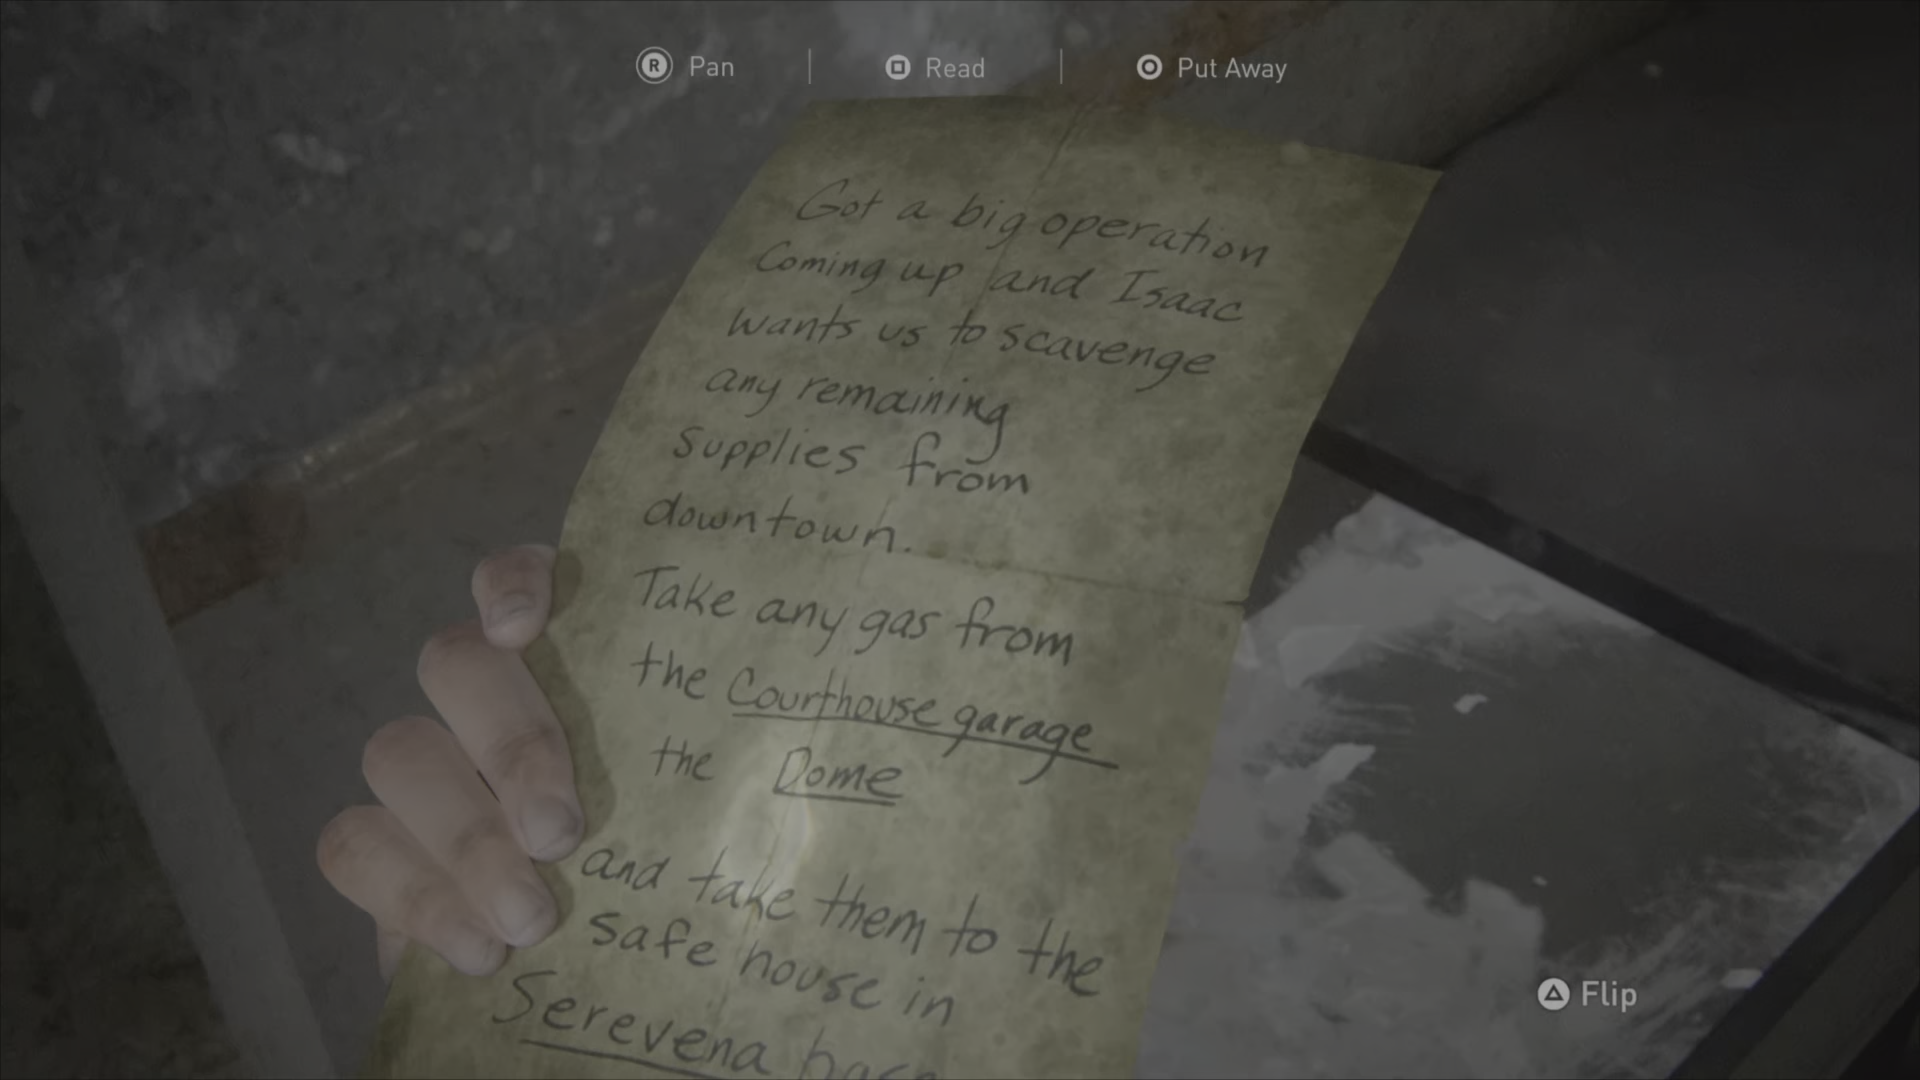 Pan
Read
Put Away
Got a big operation
Coming up and Isaac
wants us to scavenge
any remaining
supplies from
downtown.
Take any gas from
the Courthouse garage
the Dome
and take them to the
safe house in
Serevena
Flip